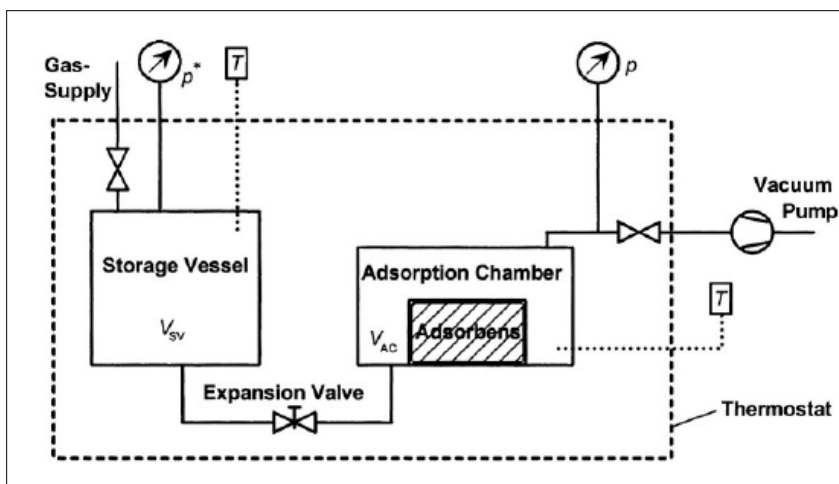 Gas-
Supply
p*
T
p
Vacuum
Pump
Storage Vessel
Adsorption Chamber
T
V_SV
V_AC
Adsorbens
Expansion Valve
Thermostat